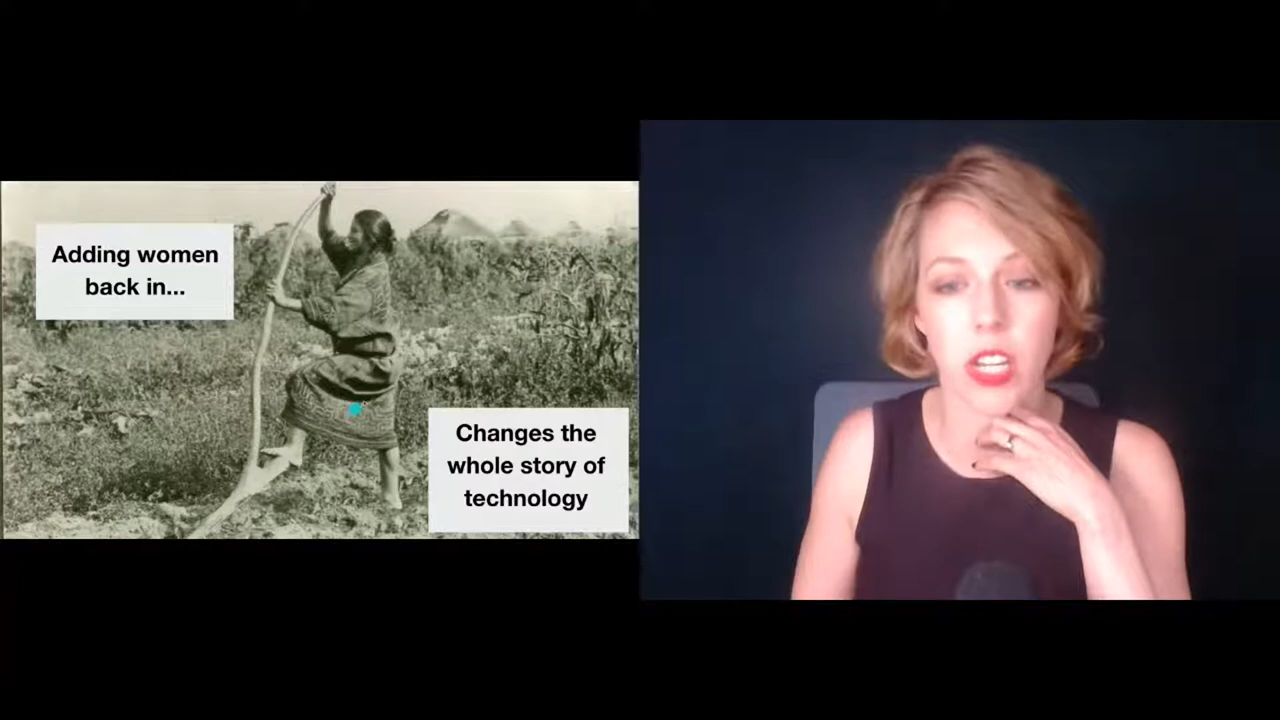 Adding women
back in...
Changes the
whole story of
technology